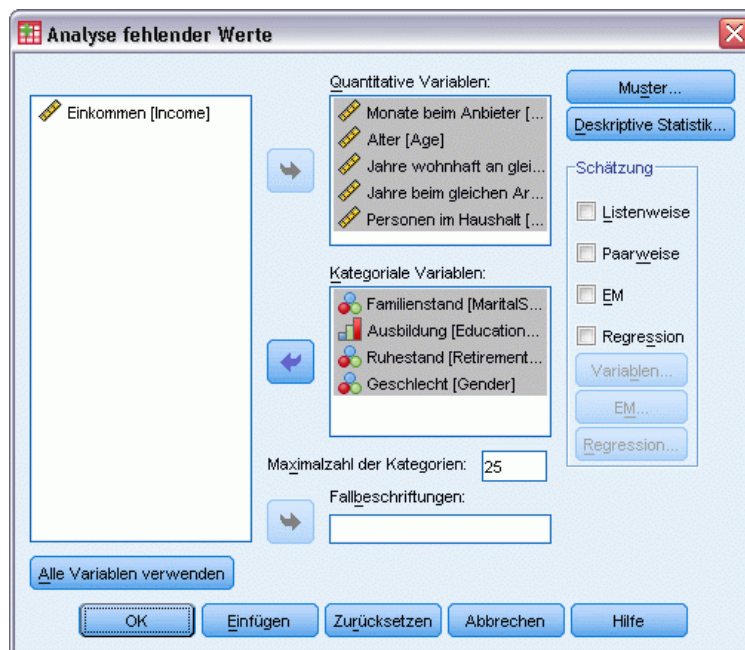 Analyse fehlender Werte
Einkommen [Income]
Quantitative Variablen:
Monate beim Anbieter [...
Alter [Age]
Jahre wohnhaft an glei...
Jahre beim gleichen Ar...
Personen im Haushalt [...
Kategoriale Variablen:
Familienstand [MaritalS...
Ausbildung [Education...
Ruhestand [Retirement...
Geschlecht [Gender]
Maximalzahl der Kategorien: 25
Fallbeschriftungen:
Muster...
Deskriptive Statistik...
Schätzung
Listenweise
Paarweise
EM
Regression
Variablen...
EM...
Regression...
Alle Variablen verwenden
OK Einfügen Zurücksetzen Abbrechen Hilfe